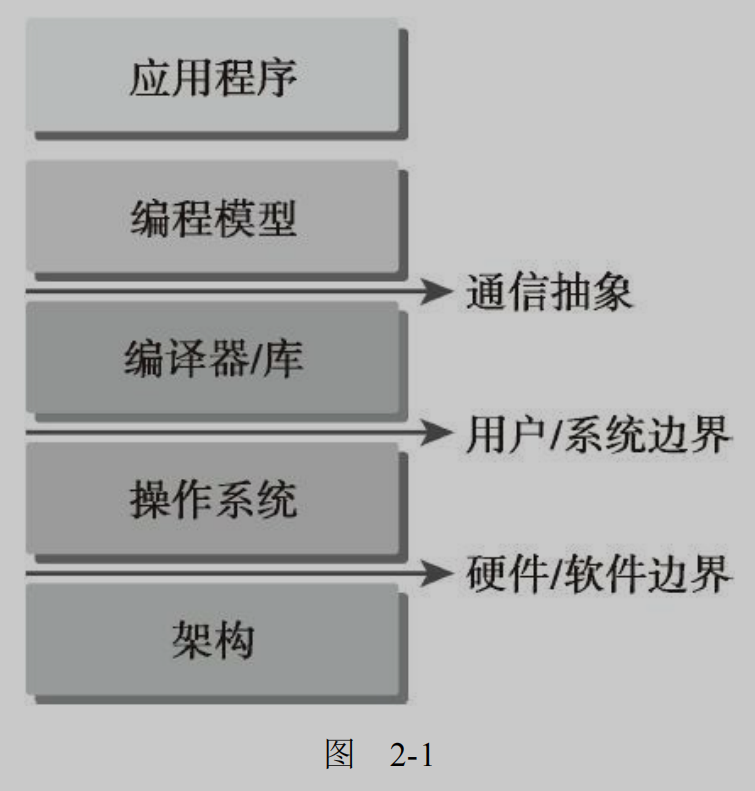 应用程序
编程模型
通信抽象
编译器/库
用户/系统边界
操作系统
硬件/软件边界
架构
图 2-1